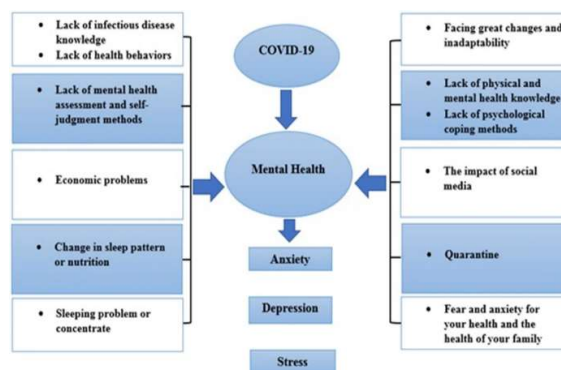 • Lack of infectious disease
knowledge
• Lack of health behaviors
• Lack of mental health
assessment and self-
judgment methods
• Economic problems
• Change in sleep pattern
or nutrition
• Sleeping problem or
concentrate
COVID-19
Mental Health
Anxiety
Depression
Stress
• Facing great changes and
inadaptability
• Lack of physical and
mental health knowledge
• Lack of psychological
coping methods
• The impact of social
media
• Quarantine
• Fear and anxiety for
your health and the
health of your family